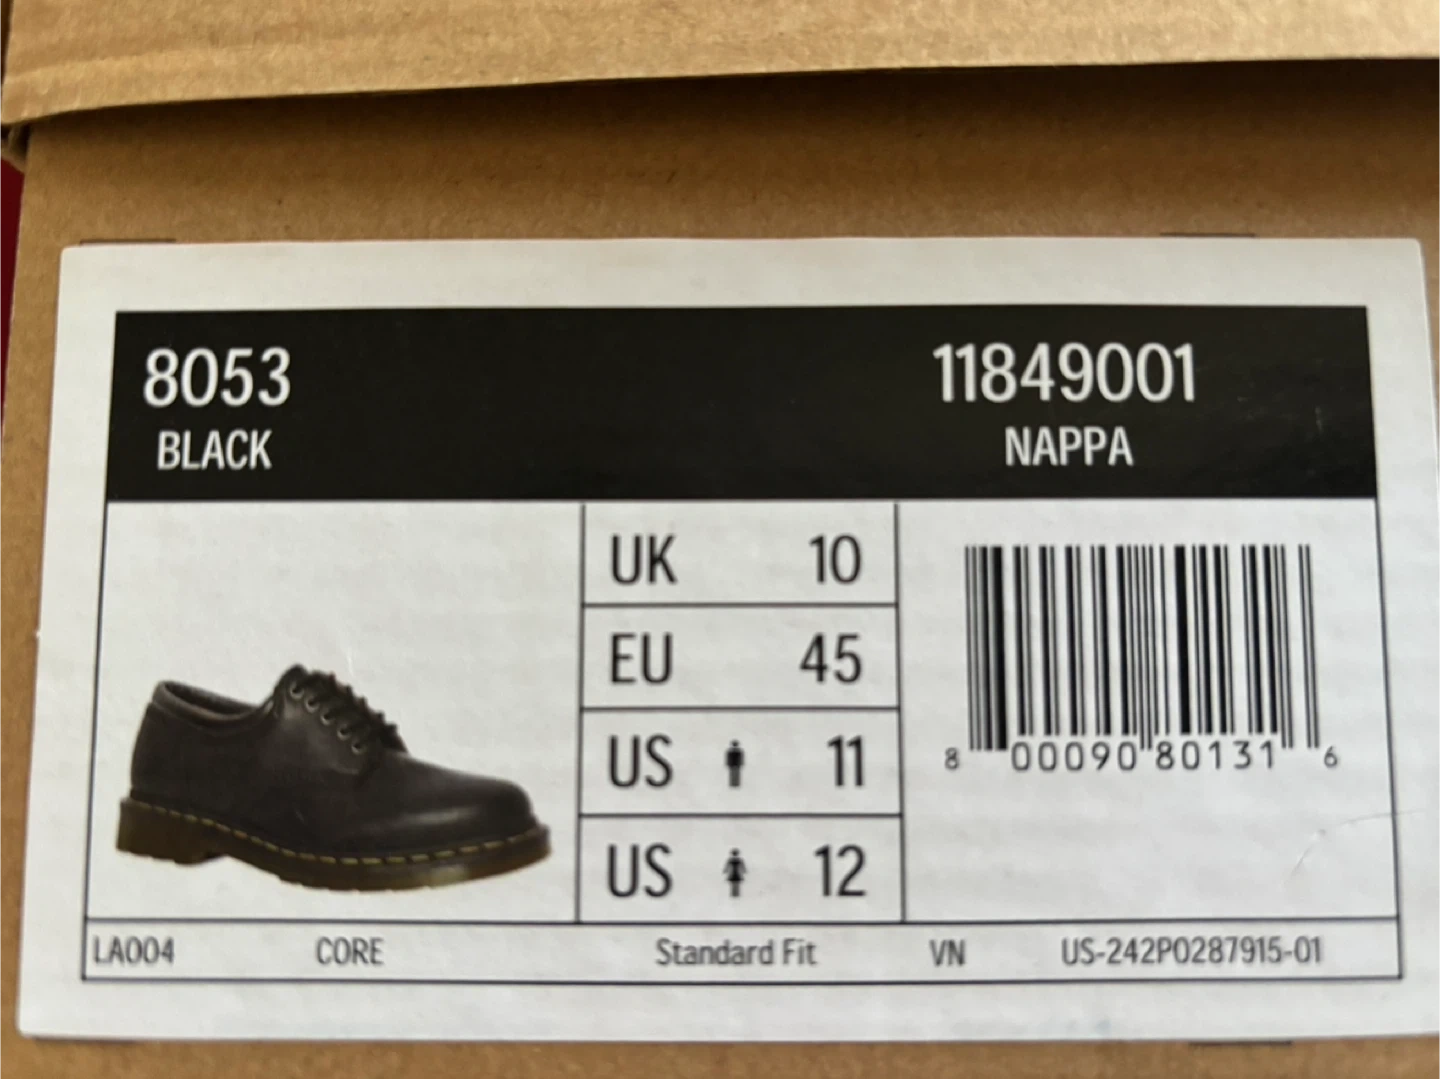 8053 11849001
BLACK NAPPA
UK 10
EU 45
US 11
US 12
8 00090 80131 6
LA004 CORE Standard Fit VN US-242P0287915-01